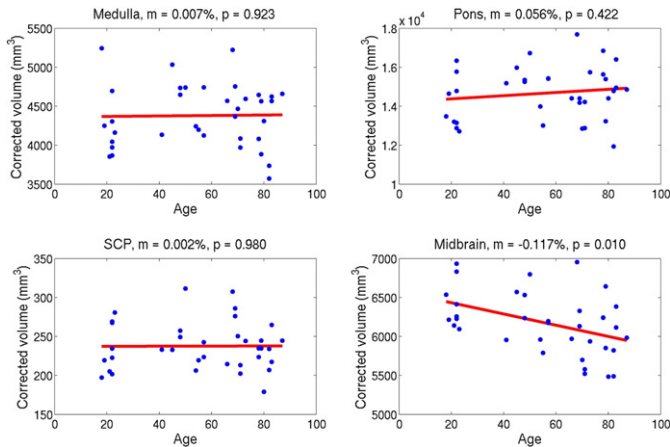 Medulla, m = 0.007%, p = 0.923
Corrected volume (mm³)
5500
5000
4500
4000
3500
0 20 40 60 80 100
Age
Pons, m = 0.056%, p = 0.422
Corrected volume (mm³)
x 10⁴
1.8
1.6
1.4
1.2
1
0 20 40 60 80 100
Age
SCP, m = 0.002%, p = 0.980
Corrected volume (mm³)
350
300
250
200
150
0 20 40 60 80 100
Age
Midbrain, m = -0.117%, p = 0.010
Corrected volume (mm³)
7000
6500
6000
5500
5000
0 20 40 60 80 100
Age